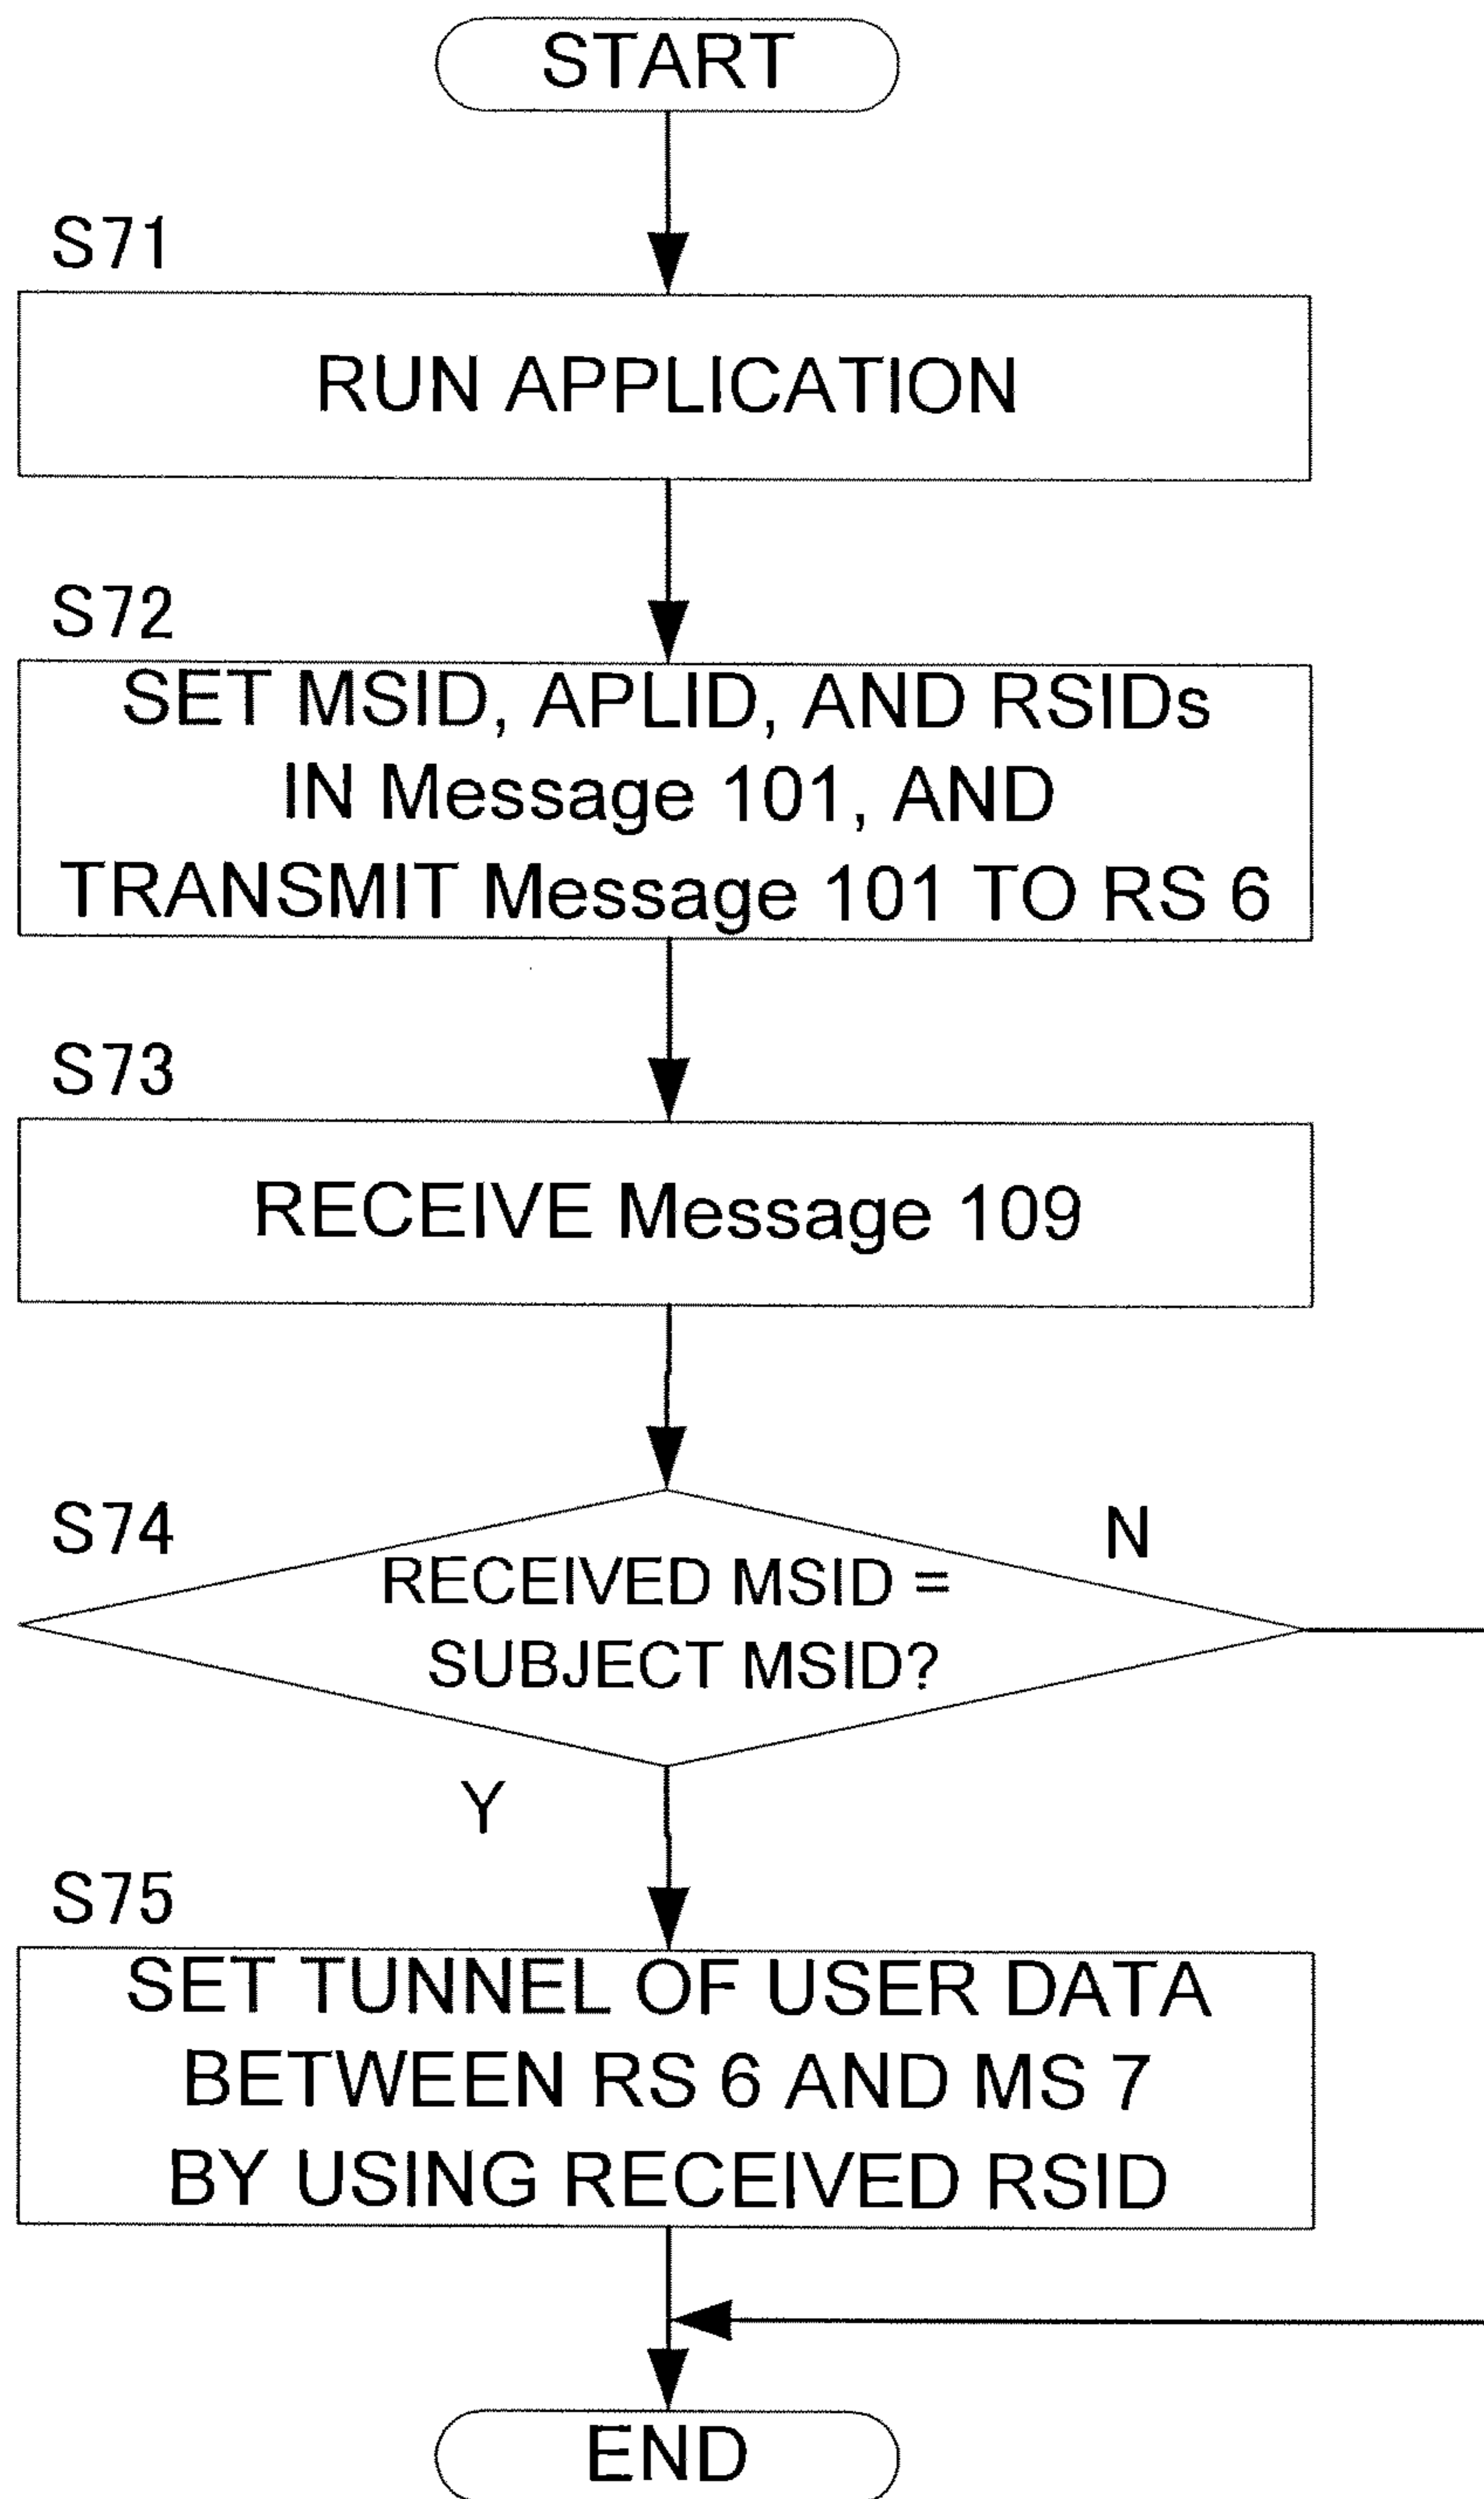 START
S71
RUN APPLICATION
S72
SET MSID, APLID, AND RSIDs
IN Message 101, AND
TRANSMIT Message 101 TO RS 6
S73
RECEIVE Message 109
S74
N
RECEIVED MSID =
SUBJECT MSID?
Y
S75
SET TUNNEL OF USER DATA
BETWEEN RS 6 AND MS 7
BY USING RECEIVED RSID
END